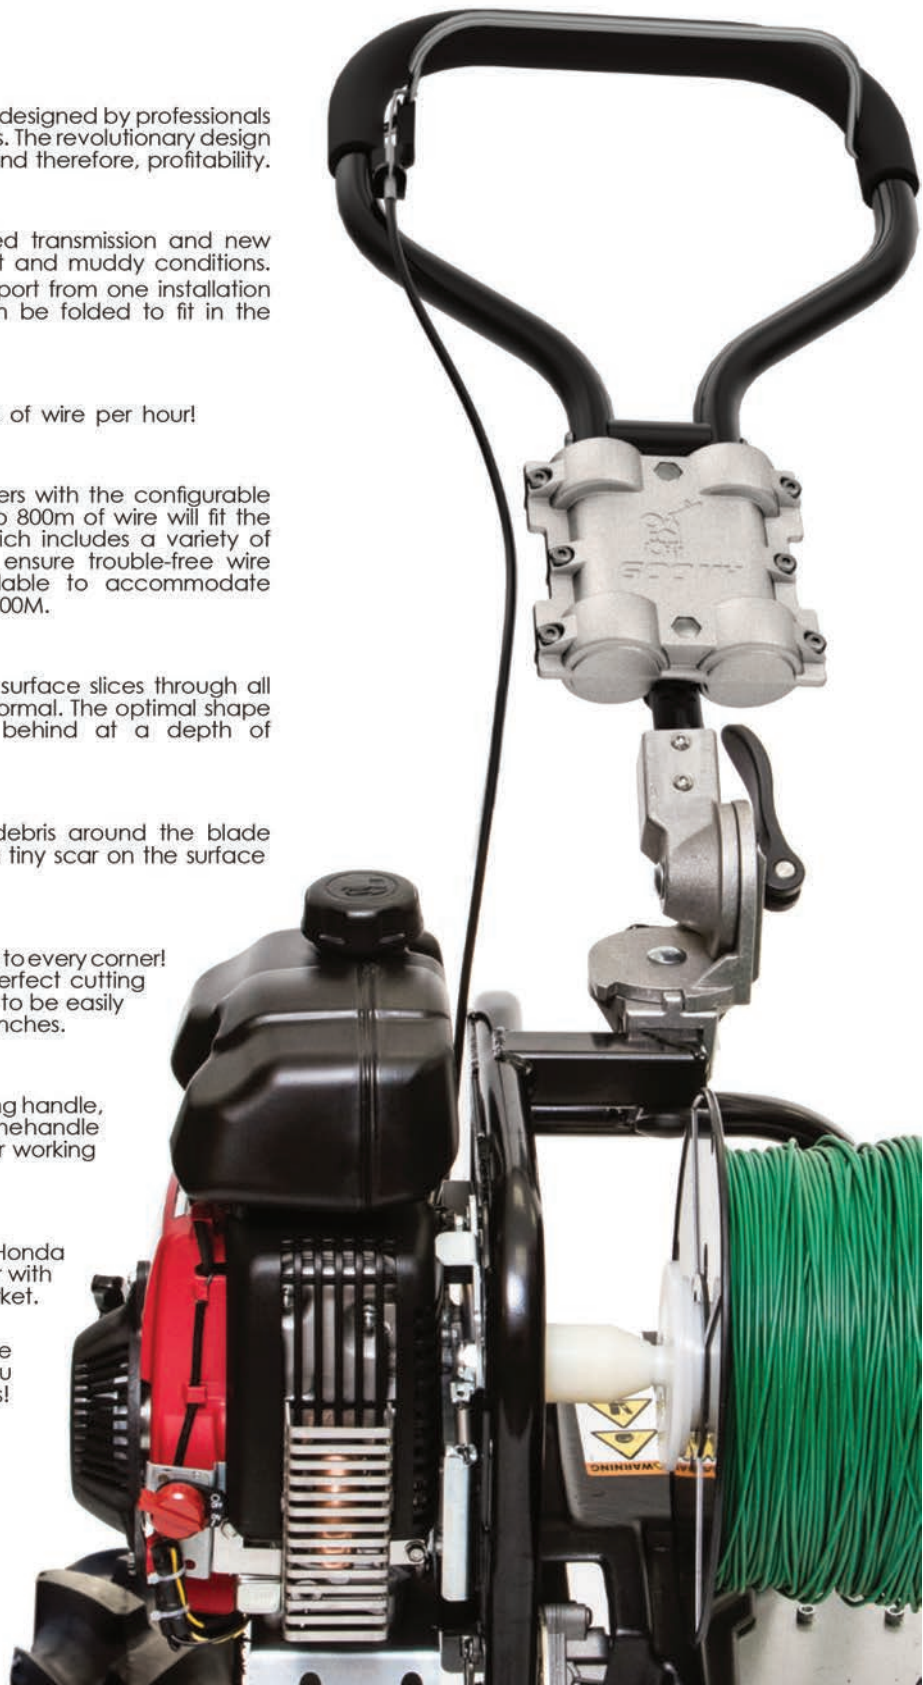 designed by professionals
s. The revolutionary design
nd therefore, profitability.
ed transmission and new
t and muddy conditions.
port from one installation
n be folded to fit in the
of wire per hour!
ers with the configurable
o 800m of wire will fit the
ich includes a variety of
ensure trouble-free wire
lable to accommodate
00M.
surface slices through all
ormal. The optimal shape
behind at a depth of
debris around the blade
tiny scar on the surface
to every corner!
erfect cutting
to be easily
nches.
ng handle,
nehandle
r working
Honda
r with
ket.
e
u
s!
GOOMY
WARNING